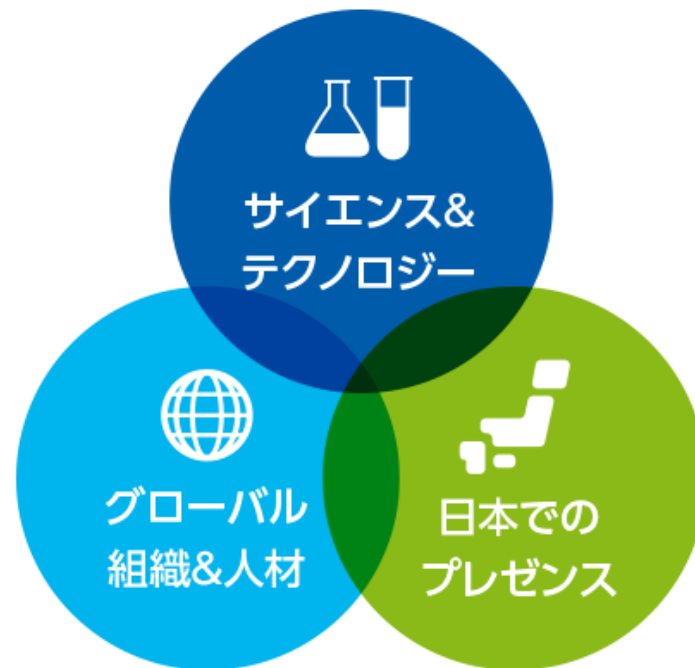 サイエンス&
テクノロジー
グローバル
組織&人材
日本での
プレゼンス